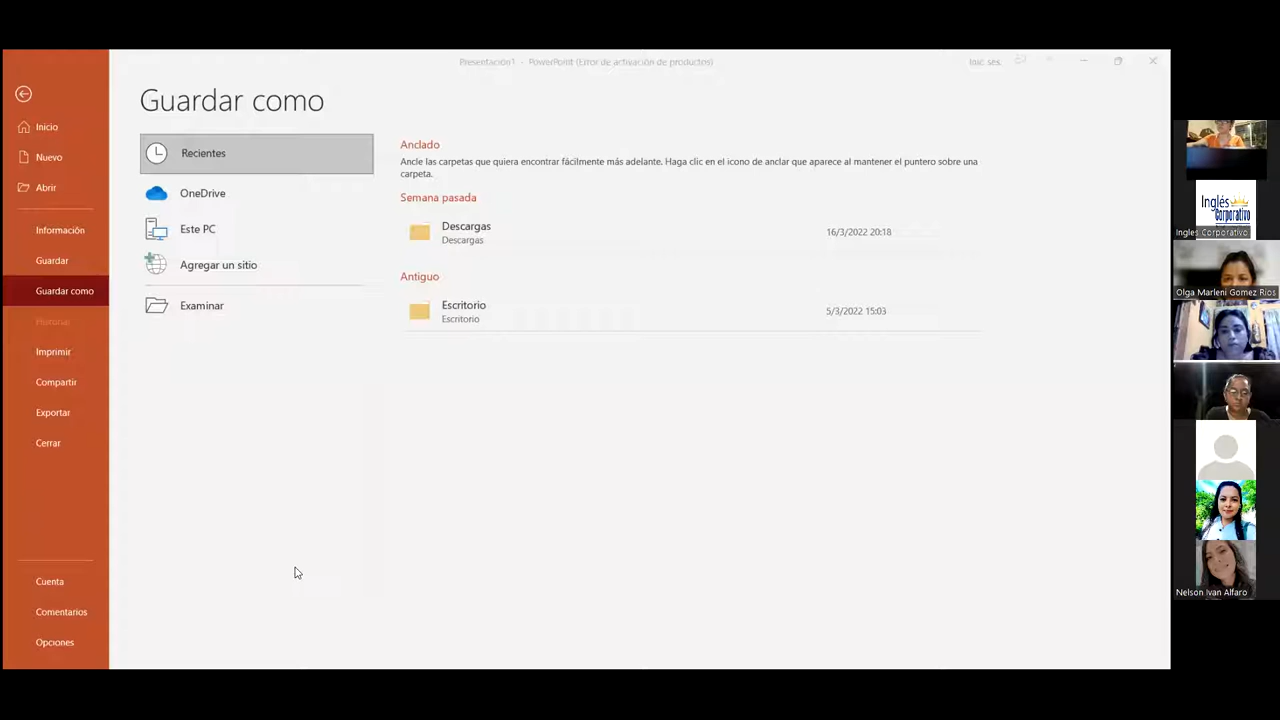 Presentación1 - PowerPoint (Error de activación de productos)
Inic. ses.
Guardar como
Inicio
Nuevo
Abrir
Información
Guardar
Guardar como
Historial
Imprimir
Compartir
Exportar
Cerrar
Cuenta
Comentarios
Opciones
Recientes
OneDrive
Este PC
Agregar un sitio
Examinar
Anclado
Ancle las carpetas que quiera encontrar fácilmente más adelante. Haga clic en el icono de anclar que aparece al mantener el puntero sobre una
carpeta.
Semana pasada
Descargas
Descargas
16/3/2022 20:18
Antiguo
Escritorio
Escritorio
5/3/2022 15:03
Inglés
Corporativo
Ingles Corporativo
Olga Marleni Gomez Rios
Nelson Ivan Alfaro